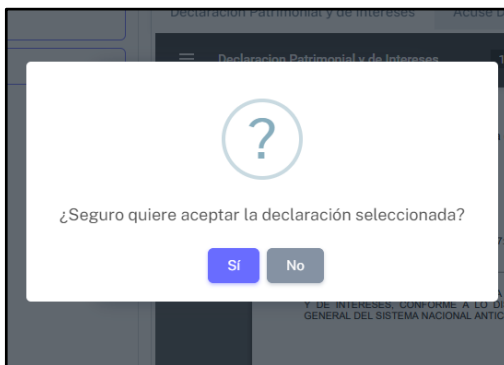 Declaración Patrimonial y de Intereses Acuse
Declaracion Patrimonial y de Intereses
?
¿Seguro quiere aceptar la declaración seleccionada?
Sí No
Y DE INTERESES, CONFORME A LO
GENERAL DEL SISTEMA NACIONAL